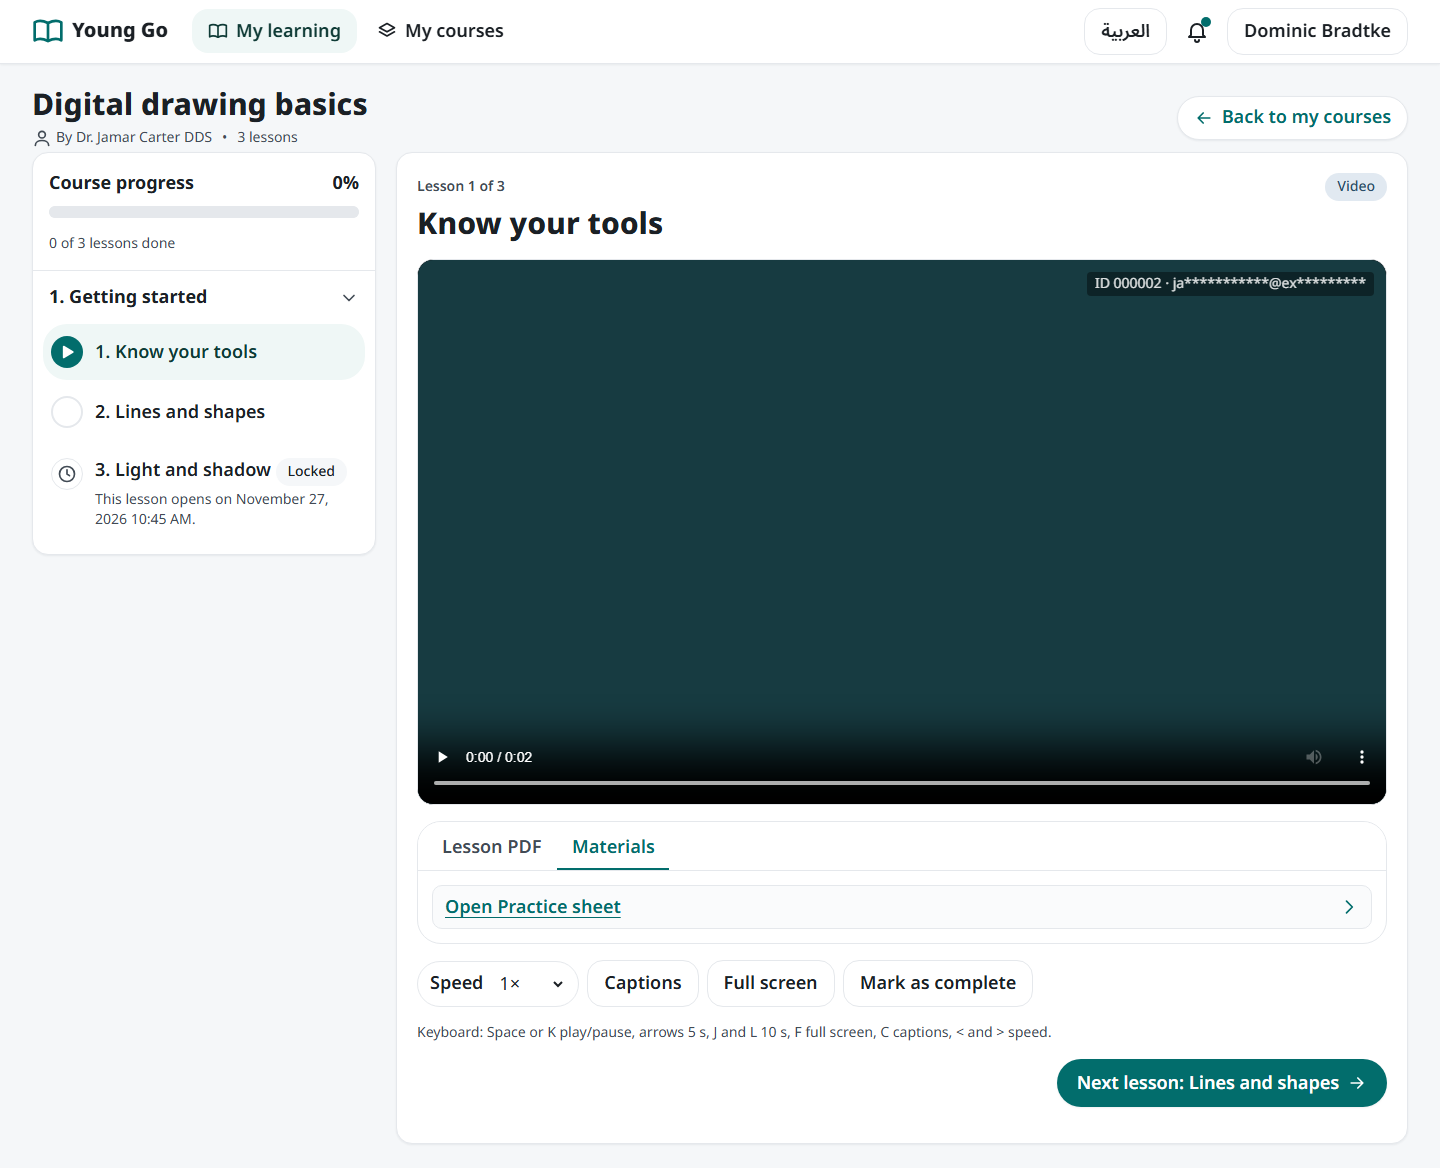 Young Go
My learning
My courses
العربية
Dominic Bradtke
Digital drawing basics
By Dr. Jamar Carter DDS • 3 lessons
Back to my courses
Course progress
0%
0 of 3 lessons done
1. Getting started
1. Know your tools
2. Lines and shapes
3. Light and shadow
Locked
This lesson opens on November 27,
2026 10:45 AM.
Lesson 1 of 3
Video
Know your tools
ID 000002 · ja***********@ex*********
0:00 / 0:02
Lesson PDF
Materials
Open Practice sheet
Speed 1×
Captions
Full screen
Mark as complete
Keyboard: Space or K play/pause, arrows 5 s, J and L 10 s, F full screen, C captions, < and > speed.
Next lesson: Lines and shapes